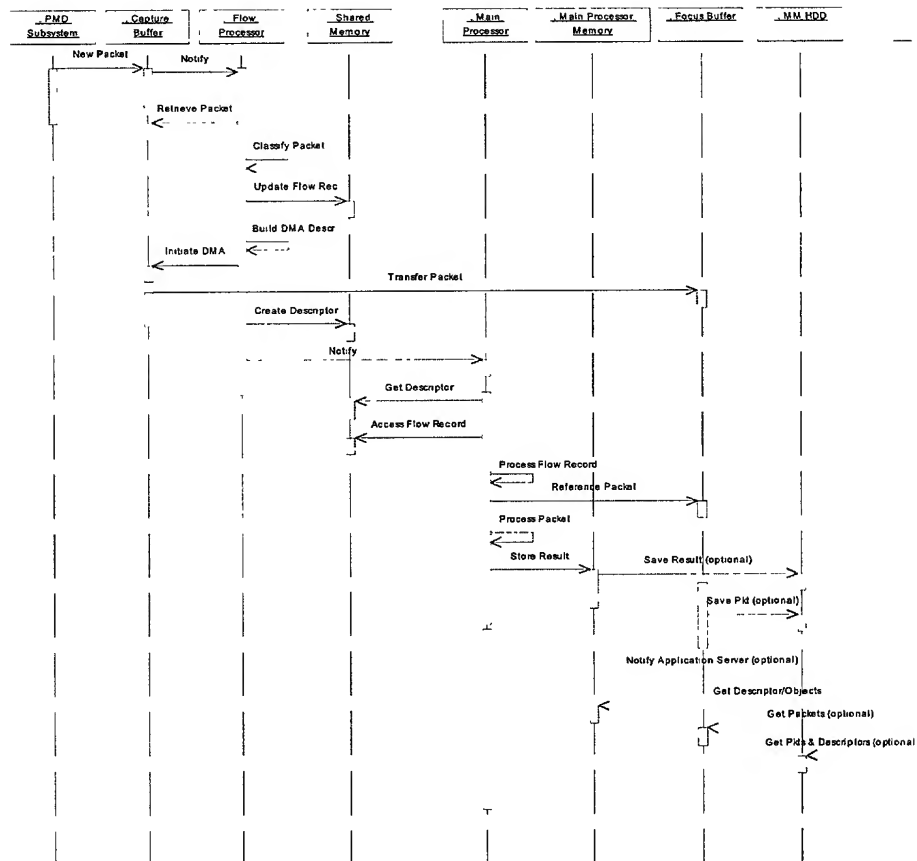 . PMD
Subsystem
. Capture
Buffer
. Flow
Processor
. Shared
Memory
. Main
Processor
. Main Processor
Memory
. Focus Buffer
. MM HDD
New Packet
Notify
Retrieve Packet
Classify Packet
Update Flow Rec
Build DMA Descr
Initiate DMA
Transfer Packet
Create Descriptor
Notify
Get Descriptor
Access Flow Record
Process Flow Record
Reference Packet
Process Packet
Store Result
Save Result (optional)
Save Pkt (optional)
Notify Application Server (optional)
Get Descriptor/Objects
Get Packets (optional)
Get Pkts & Descriptors (optional